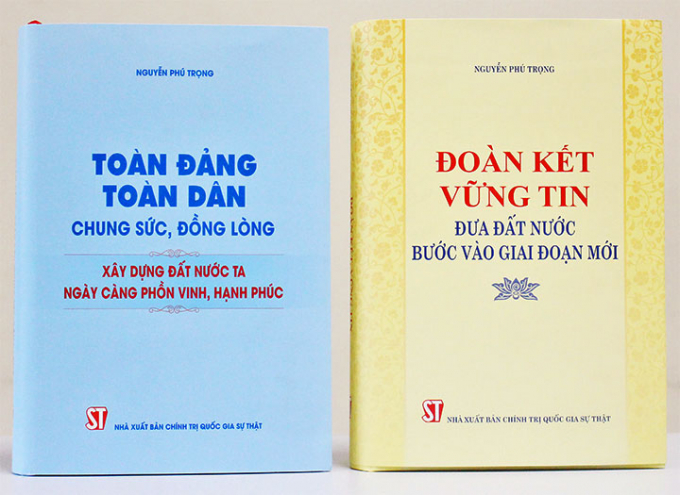 NGUYỄN PHÚ TRỌNG
TOÀN ĐẢNG
TOÀN DÂN
CHUNG SỨC, ĐỒNG LÒNG
XÂY DỰNG ĐẤT NƯỚC TA
NGÀY CÀNG PHỒN VINH, HẠNH PHÚC
ST
NHÀ XUẤT BẢN CHÍNH TRỊ QUỐC GIA SỰ THẬT
NGUYỄN PHÚ TRỌNG
ĐOÀN KẾT
VỮNG TIN
ĐƯA ĐẤT NƯỚC
BƯỚC VÀO GIAI ĐOẠN MỚI
ST
NHÀ XUẤT BẢN CHÍNH TRỊ QUỐC GIA SỰ THẬT